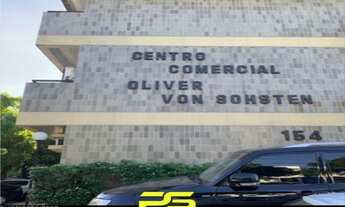 CENTRO
COMERCIAL
OLIVER
VON SOHSTEN
154